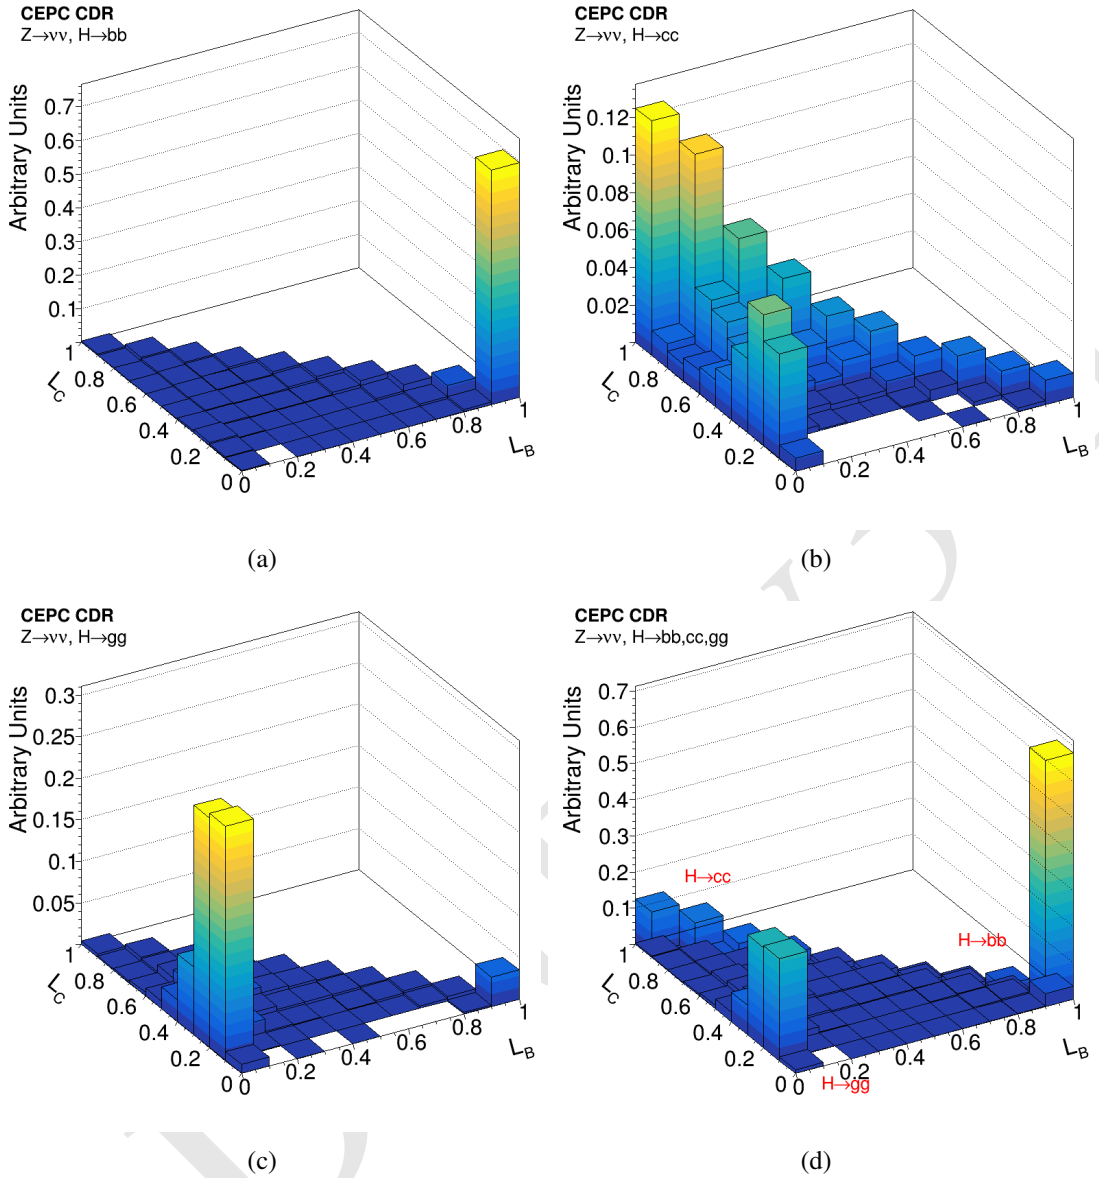 CEPC CDR
Z→νν, H→bb
Arbitrary Units
0.7
0.6
0.5
0.4
0.3
0.2
0.1
1
0.8
0.6
0.4
0.2
0
L_C
0
0.2
0.4
0.6
0.8
1
L_B
(a)
CEPC CDR
Z→νν, H→cc
Arbitrary Units
0.12
0.1
0.08
0.06
0.04
0.02
1
0.8
0.6
0.4
0.2
0
L_C
0
0.2
0.4
0.6
0.8
1
L_B
(b)
CEPC CDR
Z→νν, H→gg
Arbitrary Units
0.3
0.25
0.2
0.15
0.1
0.05
1
0.8
0.6
0.4
0.2
0
L_C
0
0.2
0.4
0.6
0.8
1
L_B
(c)
CEPC CDR
Z→νν, H→bb,cc,gg
Arbitrary Units
0.7
0.6
0.5
0.4
0.3
0.2
0.1
H→cc
H→bb
1
0.8
0.6
0.4
0.2
0
L_C
0
0.2
0.4
0.6
0.8
1
L_B
H→gg
(d)